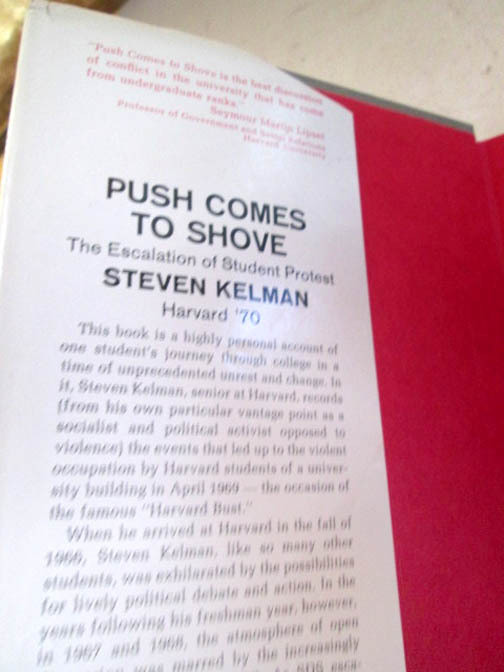 "Push Comes to Shove is the best discussion
of conflict in the university that has come
from undergraduate ranks."
Seymour Martin Lipset
Professor of Government and Social Relations
Harvard University
PUSH COMES
TO SHOVE
The Escalation of Student Protest
STEVEN KELMAN
Harvard '70
This book is a highly personal account of
one student's journey through college in a
time of unprecedented unrest and change. In
it, Steven Kelman, senior at Harvard, records
(from his own particular vantage point as a
socialist and political activist opposed to
violence) the events that led up to the violent
occupation by Harvard students of a univer-
sity building in April 1969 — the occasion of
the famous "Harvard Bust."
When he arrived at Harvard in the fall of
1966, Steven Kelman, like so many other
students, was exhilarated by the possibilities
for lively political debate and action. In the
years following his freshman year, however,
in 1967 and 1968, the atmosphere of open
was marred by the increasingly
SDS esca-